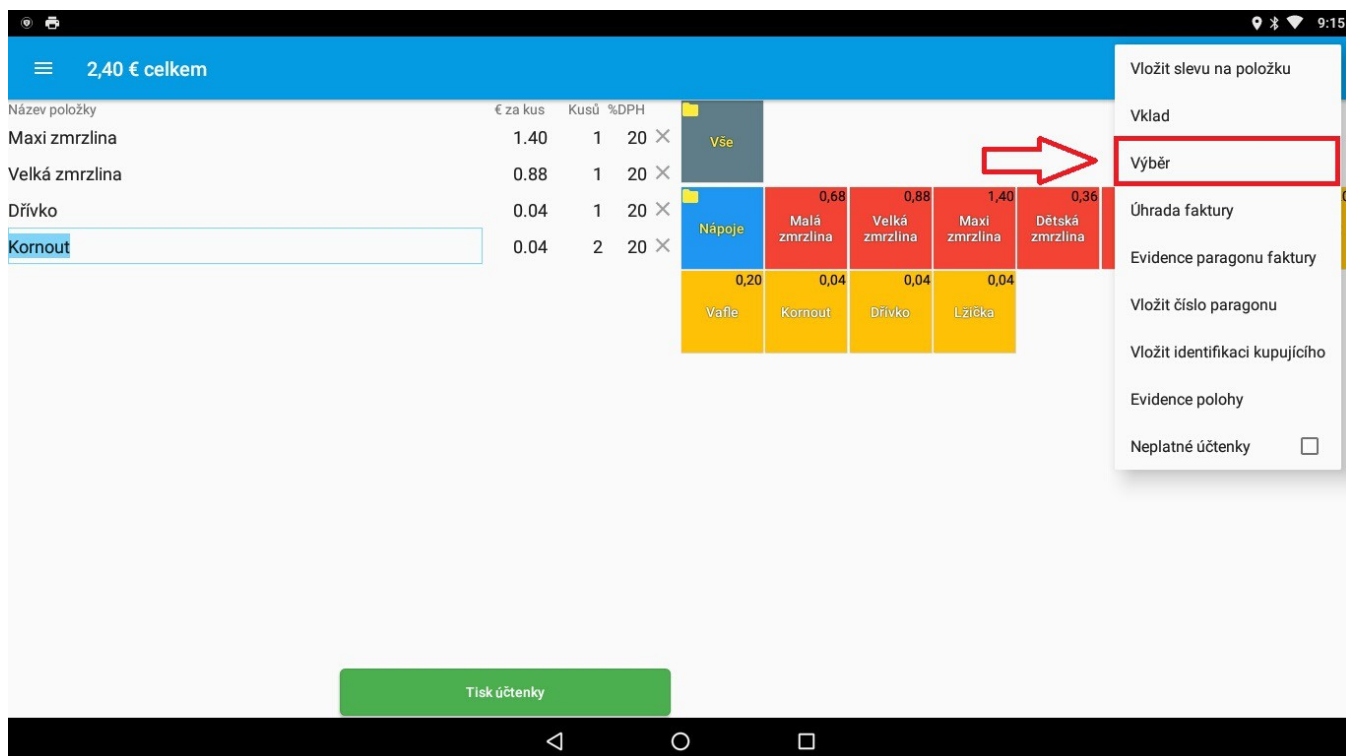 9:15
2,40 € celkem
Název položky € za kus Kusů %DPH
Maxi zmrzlina 1.40 1 20
Velká zmrzlina 0.88 1 20
Dřívko 0.04 1 20
Kornout 0.04 2 20
Vše
Nápoje
0,68
Malá
zmrzlina
0,88
Velká
zmrzlina
1,40
Maxi
zmrzlina
0,36
Dětská
zmrzlina
0,20
Vafle
0,04
Kornout
0,04
Dřívko
0,04
Lžíčka
Vložit slevu na položku
Vklad
Výběr
Úhrada faktury
Evidence paragonu faktury
Vložit číslo paragonu
Vložit identifikaci kupujícího
Evidence polohy
Neplatné účtenky
Tisk účtenky